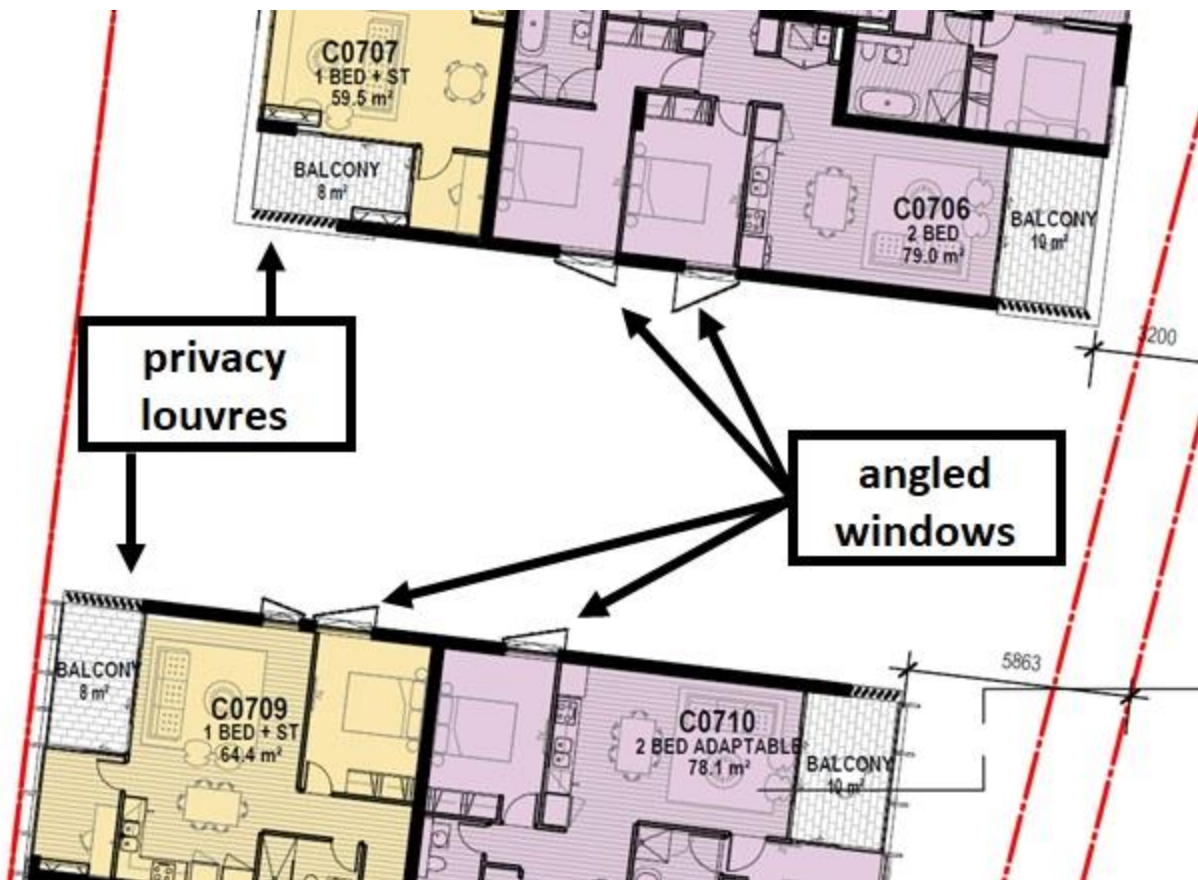 C0707
1 BED + ST
59.5 m²
BALCONY
8 m²
C0706
2 BED
79.0 m²
BALCONY
10 m²
3200
privacy
louvres
angled
windows
5863
BALCONY
8 m²
C0709
1 BED + ST
64.4 m²
C0710
2 BED ADAPTABLE
78.1 m²
BALCONY
10 m²